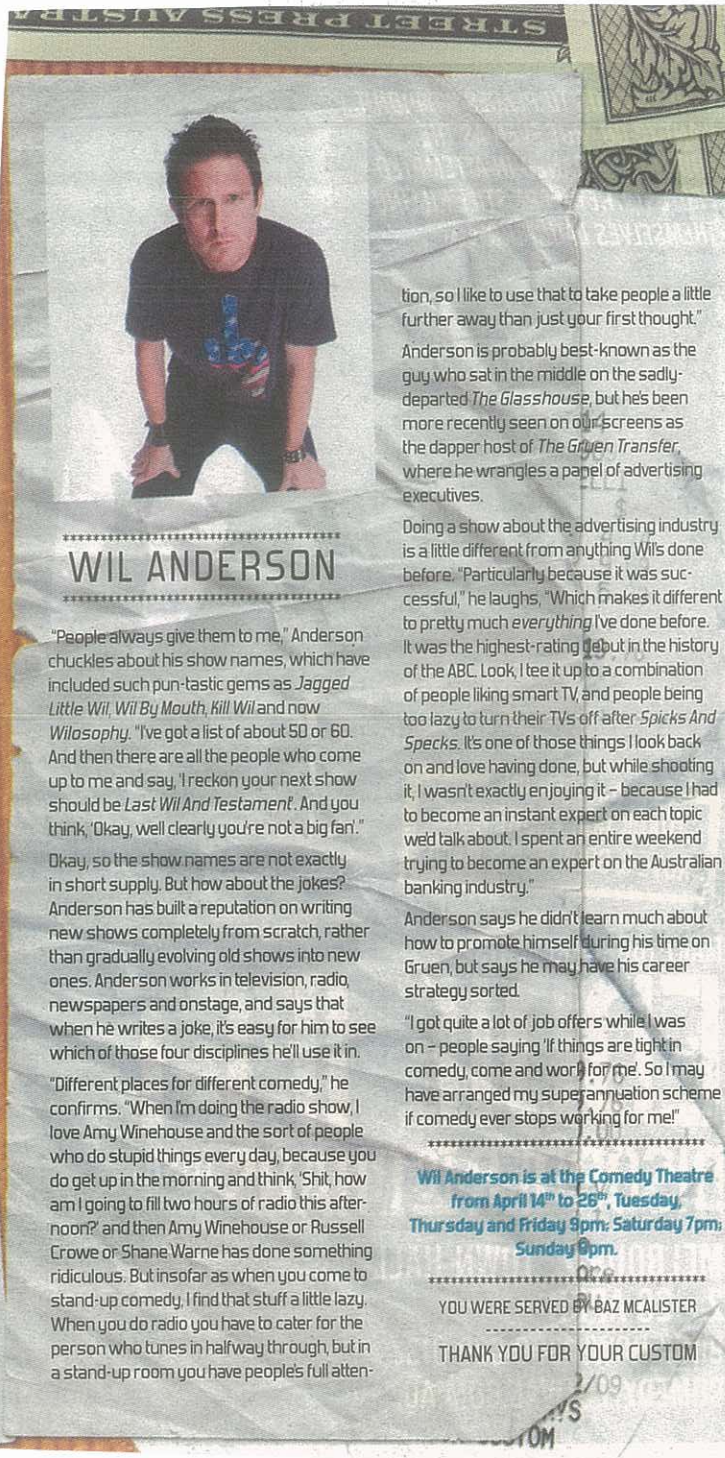 STREET PRESS AUSTRA
THEMSELVES
WIL ANDERSON
"People always give them to me," Anderson
chuckles about his show names, which have
included such pun-tastic gems as Jagged
Little Wil, Wil By Mouth, Kill Wil and now
Wilosophy. "I've got a list of about 50 or 60.
And then there are all the people who come
up to me and say, 'I reckon your next show
should be Last Wil And Testament'. And you
think, 'Okay, well clearly you're not a big fan'."
Okay, so the show names are not exactly
in short supply. But how about the jokes?
Anderson has built a reputation on writing
new shows completely from scratch, rather
than gradually evolving old shows into new
ones. Anderson works in television, radio,
newspapers and onstage, and says that
when he writes a joke, it's easy for him to see
which of those four disciplines he'll use it in.
"Different places for different comedy," he
confirms. "When I'm doing the radio show, I
love Amy Winehouse and the sort of people
who do stupid things every day, because you
do get up in the morning and think, 'Shit, how
am I going to fill two hours of radio this after-
noon?' and then Amy Winehouse or Russell
Crowe or Shane Warne has done something
ridiculous. But insofar as when you come to
stand-up comedy, I find that stuff a little lazy.
When you do radio you have to cater for the
person who tunes in halfway through, but in
a stand-up room you have people's full atten-
tion, so I like to use that to take people a little
further away than just your first thought."
Anderson is probably best-known as the
guy who sat in the middle on the sadly-
departed The Glasshouse, but he's been
more recently seen on our screens as
the dapper host of The Gruen Transfer,
where he wrangles a panel of advertising
executives.
Doing a show about the advertising industry
is a little different from anything Wil's done
before. "Particularly because it was suc-
cessful," he laughs, "Which makes it different
to pretty much everything I've done before.
It was the highest-rating debut in the history
of the ABC. Look, I tee it up to a combination
of people liking smart TV, and people being
too lazy to turn their TVs off after Spicks And
Specks. It's one of those things I look back
on and love having done, but while shooting
it, I wasn't exactly enjoying it – because I had
to become an instant expert on each topic
we'd talk about. I spent an entire weekend
trying to become an expert on the Australian
banking industry."
Anderson says he didn't learn much about
how to promote himself during his time on
Gruen, but says he may have his career
strategy sorted.
"I got quite a lot of job offers while I was
on – people saying 'If things are tight in
comedy, come and work for me'. So I may
have arranged my superannuation scheme
if comedy ever stops working for me!"
Wil Anderson is at the Comedy Theatre
from April 14th to 26th, Tuesday,
Thursday and Friday 9pm; Saturday 7pm;
Sunday 6pm.
YOU WERE SERVED BY BAZ MCALISTER
THANK YOU FOR YOUR CUSTOM
2/09